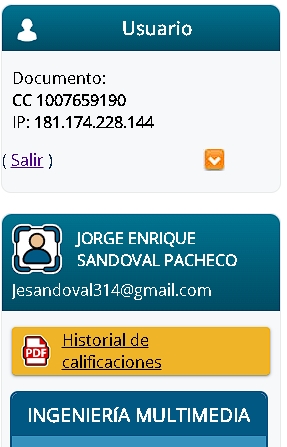 Usuario
Documento:
CC 1007659190
IP: 181.174.228.144
( Salir )
JORGE ENRIQUE
SANDOVAL PACHECO
Jesandoval314@gmail.com
PDF
Historial de
calificaciones
INGENIERÍA MULTIMEDIA